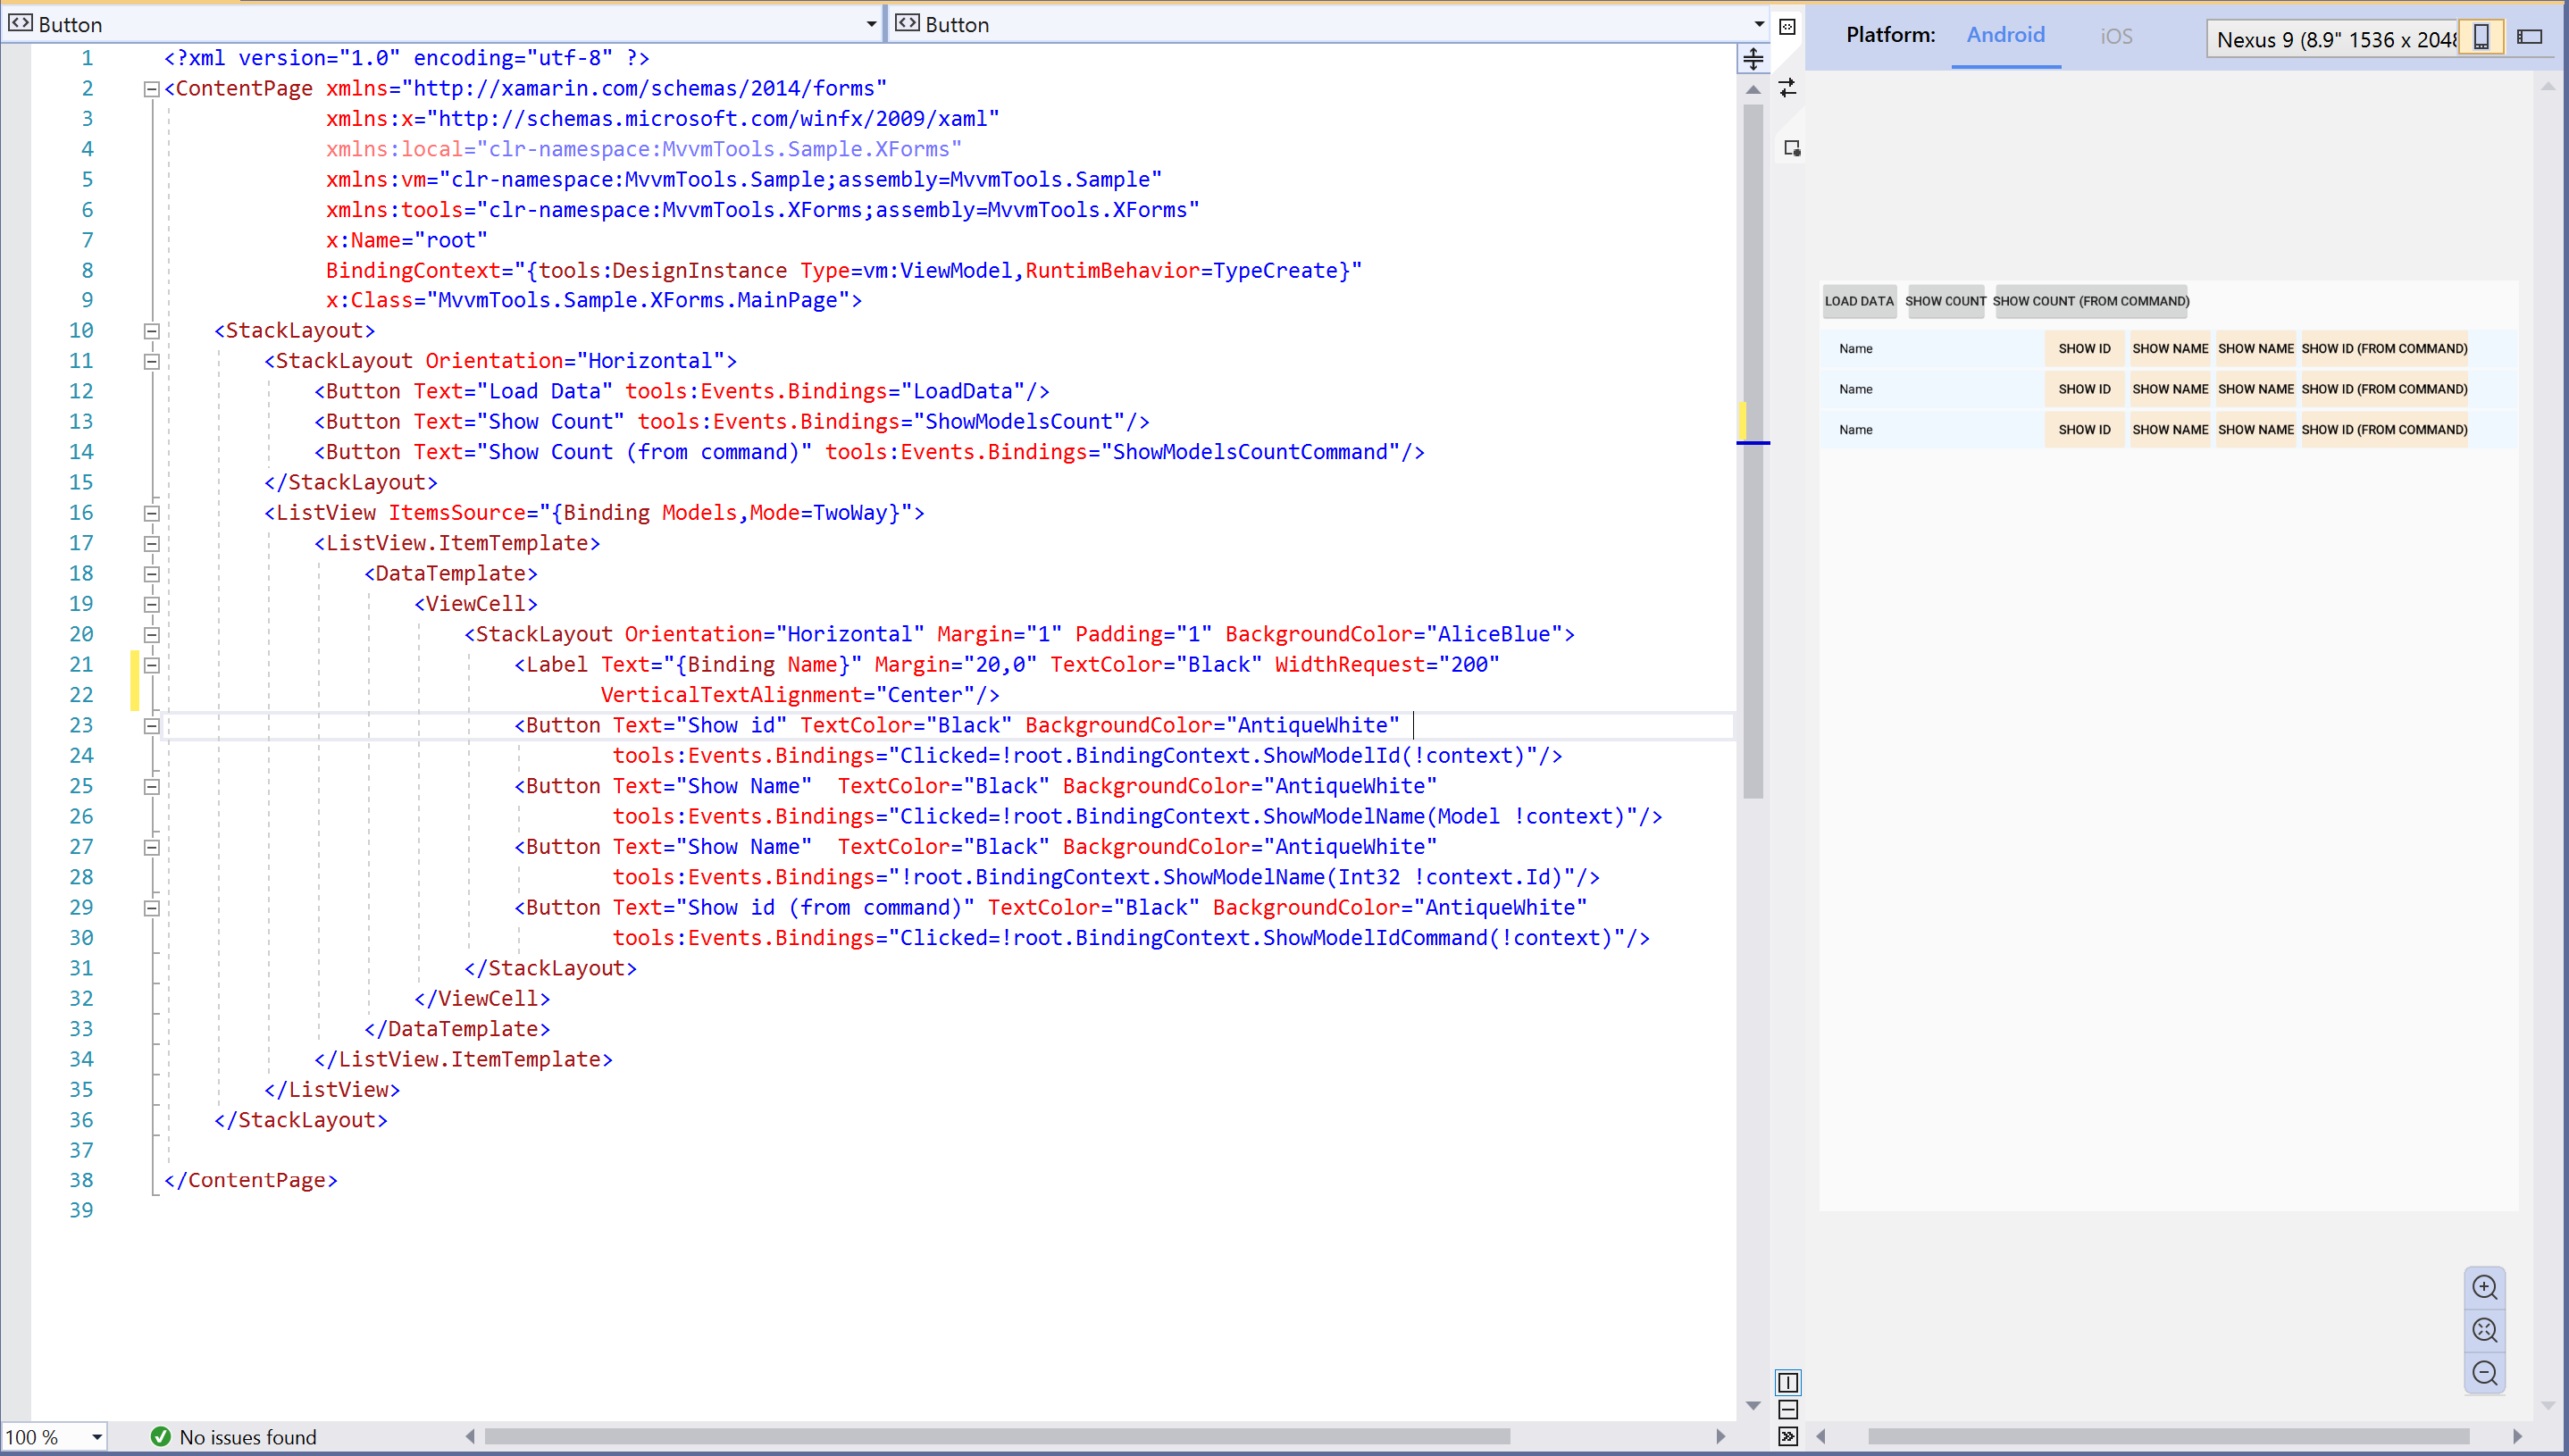 Button
Button
1 <?xml version="1.0" encoding="utf-8" ?>
2 <ContentPage xmlns="http://xamarin.com/schemas/2014/forms"
3 xmlns:x="http://schemas.microsoft.com/winfx/2009/xaml"
4 xmlns:local="clr-namespace:MvvmTools.Sample.XForms"
5 xmlns:vm="clr-namespace:MvvmTools.Sample;assembly=MvvmTools.Sample"
6 xmlns:tools="clr-namespace:MvvmTools.XForms;assembly=MvvmTools.XForms"
7 x:Name="root"
8 BindingContext="{tools:DesignInstance Type=vm:ViewModel,RuntimBehavior=TypeCreate}"
9 x:Class="MvvmTools.Sample.XForms.MainPage">
10 <StackLayout>
11 <StackLayout Orientation="Horizontal">
12 <Button Text="Load Data" tools:Events.Bindings="LoadData"/>
13 <Button Text="Show Count" tools:Events.Bindings="ShowModelsCount"/>
14 <Button Text="Show Count (from command)" tools:Events.Bindings="ShowModelsCountCommand"/>
15 </StackLayout>
16 <ListView ItemsSource="{Binding Models,Mode=TwoWay}">
17 <ListView.ItemTemplate>
18 <DataTemplate>
19 <ViewCell>
20 <StackLayout Orientation="Horizontal" Margin="1" Padding="1" BackgroundColor="AliceBlue">
21 <Label Text="{Binding Name}" Margin="20,0" TextColor="Black" WidthRequest="200"
22 VerticalTextAlignment="Center"/>
23 <Button Text="Show id" TextColor="Black" BackgroundColor="AntiqueWhite"
24 tools:Events.Bindings="Clicked=!root.BindingContext.ShowModelId(!context)"/>
25 <Button Text="Show Name"  TextColor="Black" BackgroundColor="AntiqueWhite"
26 tools:Events.Bindings="Clicked=!root.BindingContext.ShowModelName(Model !context)"/>
27 <Button Text="Show Name"  TextColor="Black" BackgroundColor="AntiqueWhite"
28 tools:Events.Bindings="!root.BindingContext.ShowModelName(Int32 !context.Id)"/>
29 <Button Text="Show id (from command)" TextColor="Black" BackgroundColor="AntiqueWhite"
30 tools:Events.Bindings="Clicked=!root.BindingContext.ShowModelIdCommand(!context)"/>
31 </StackLayout>
32 </ViewCell>
33 </DataTemplate>
34 </ListView.ItemTemplate>
35 </ListView>
36 </StackLayout>
37
38 </ContentPage>
39
100 %
No issues found
Platform: Android iOS Nexus 9 (8.9" 1536 x 2048
LOAD DATA SHOW COUNT SHOW COUNT (FROM COMMAND)
Name SHOW ID SHOW NAME SHOW NAME SHOW ID (FROM COMMAND)
Name SHOW ID SHOW NAME SHOW NAME SHOW ID (FROM COMMAND)
Name SHOW ID SHOW NAME SHOW NAME SHOW ID (FROM COMMAND)